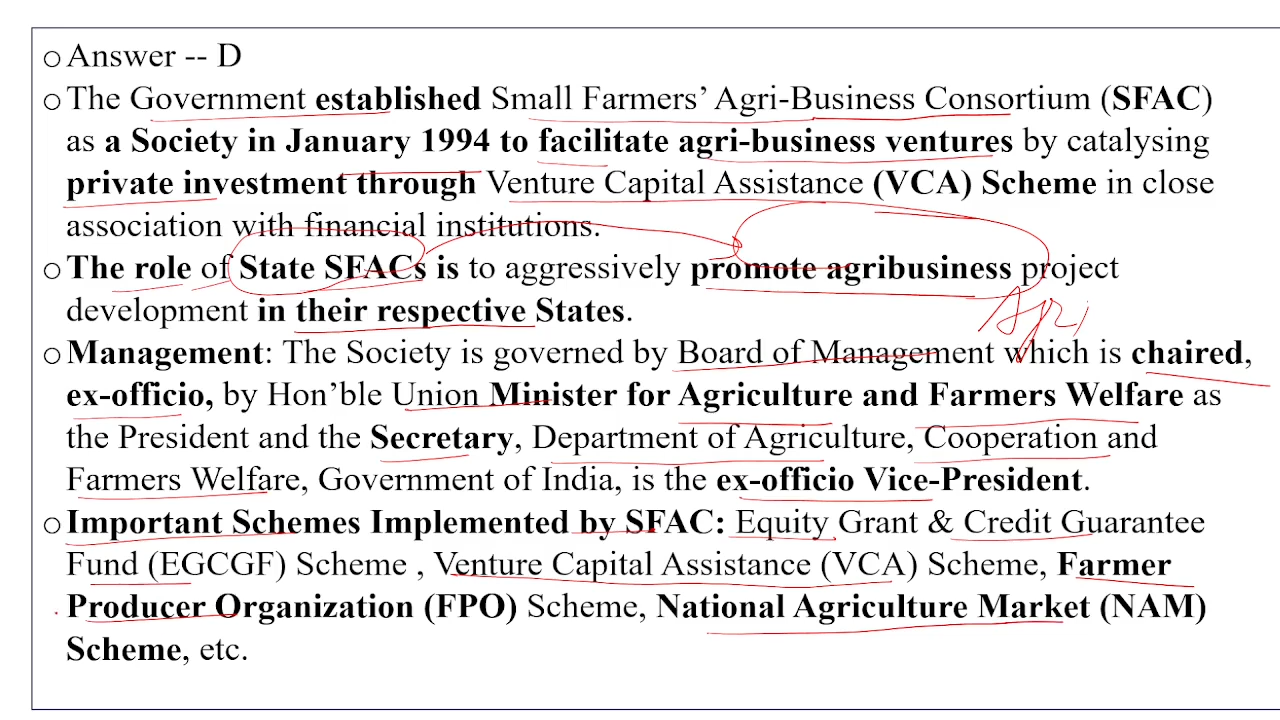 ○ Answer -- D
○ The Government established Small Farmers’ Agri-Business Consortium (SFAC)
as a Society in January 1994 to facilitate agri-business ventures by catalysing
private investment through Venture Capital Assistance (VCA) Scheme in close
association with financial institutions.
○ The role of State SFACs is to aggressively promote agribusiness project
development in their respective States.
Agri
○ Management: The Society is governed by Board of Management which is chaired,
ex-officio, by Hon’ble Union Minister for Agriculture and Farmers Welfare as
the President and the Secretary, Department of Agriculture, Cooperation and
Farmers Welfare, Government of India, is the ex-officio Vice-President.
○ Important Schemes Implemented by SFAC: Equity Grant & Credit Guarantee
Fund (EGCGF) Scheme , Venture Capital Assistance (VCA) Scheme, Farmer
Producer Organization (FPO) Scheme, National Agriculture Market (NAM)
Scheme, etc.